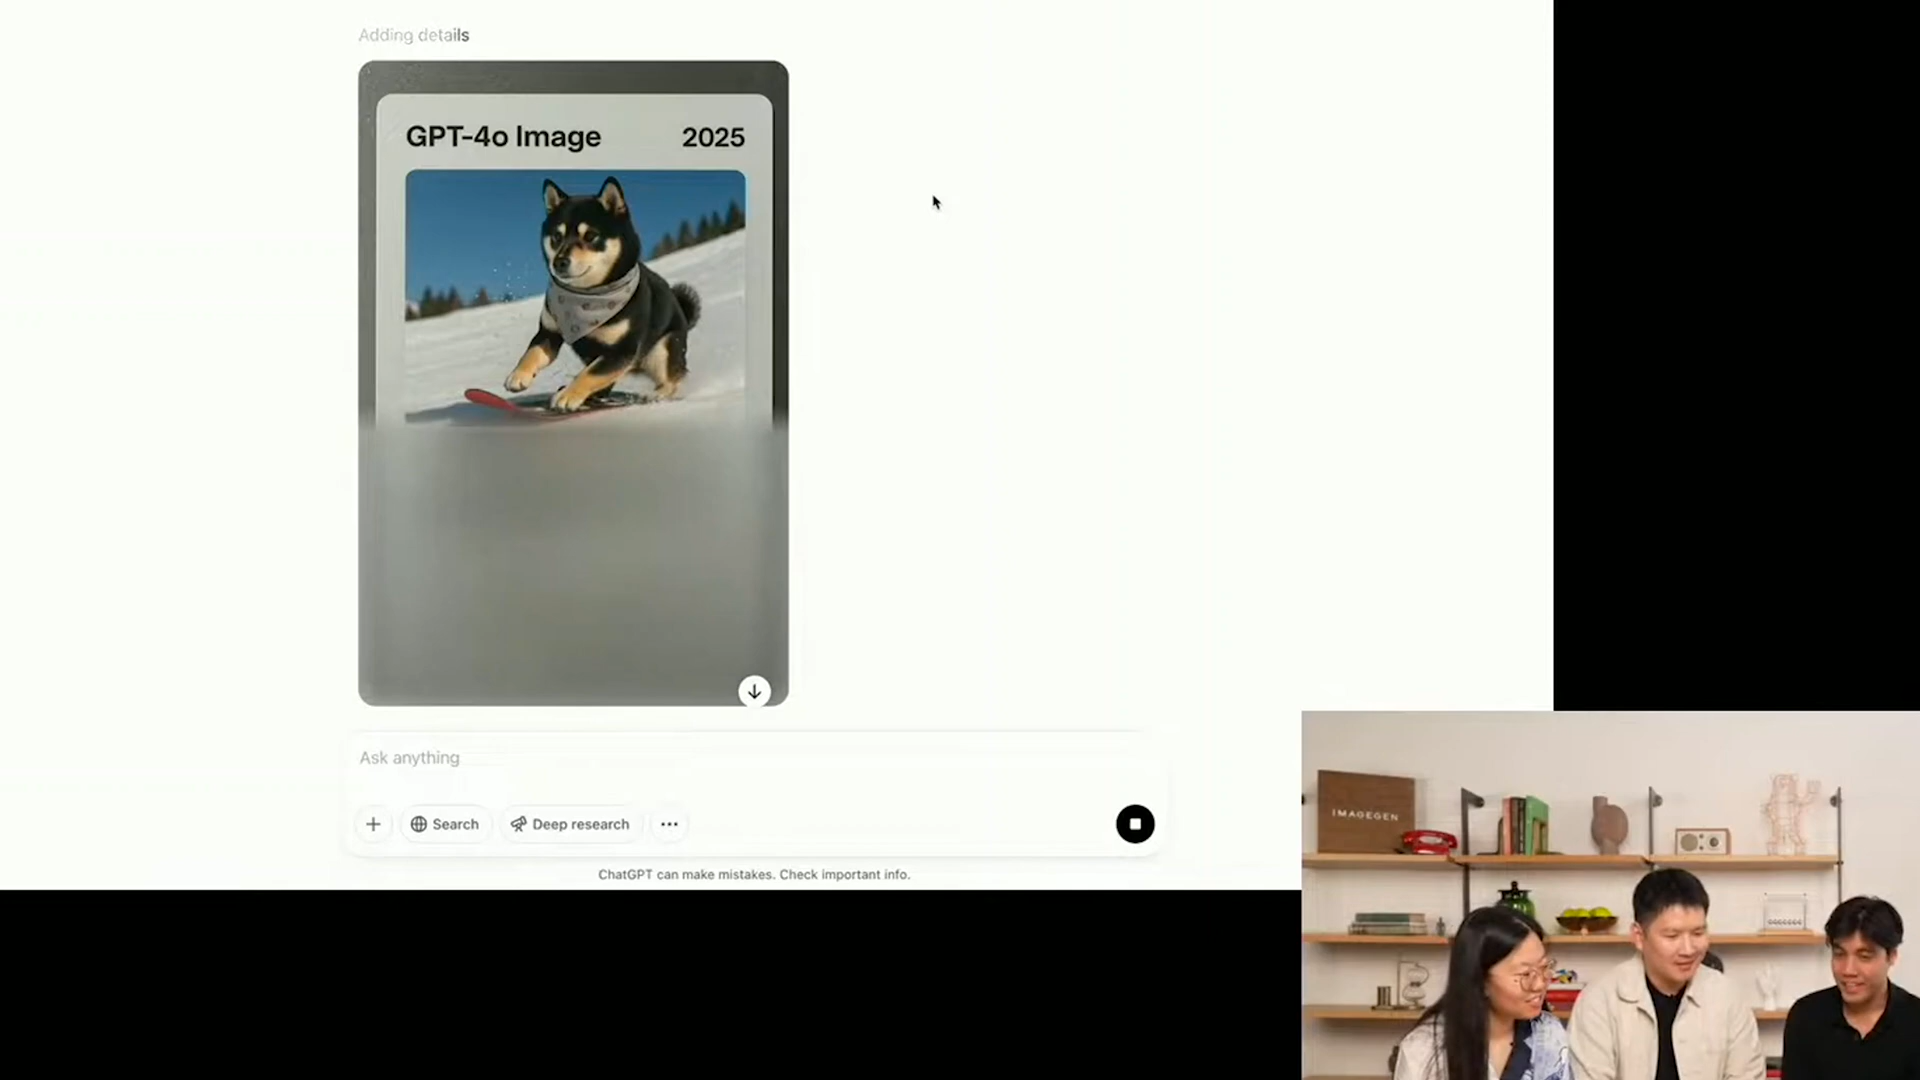 Adding details
GPT-4o Image 2025
Ask anything
Search Deep research
ChatGPT can make mistakes. Check important info.
IMAGEGEN